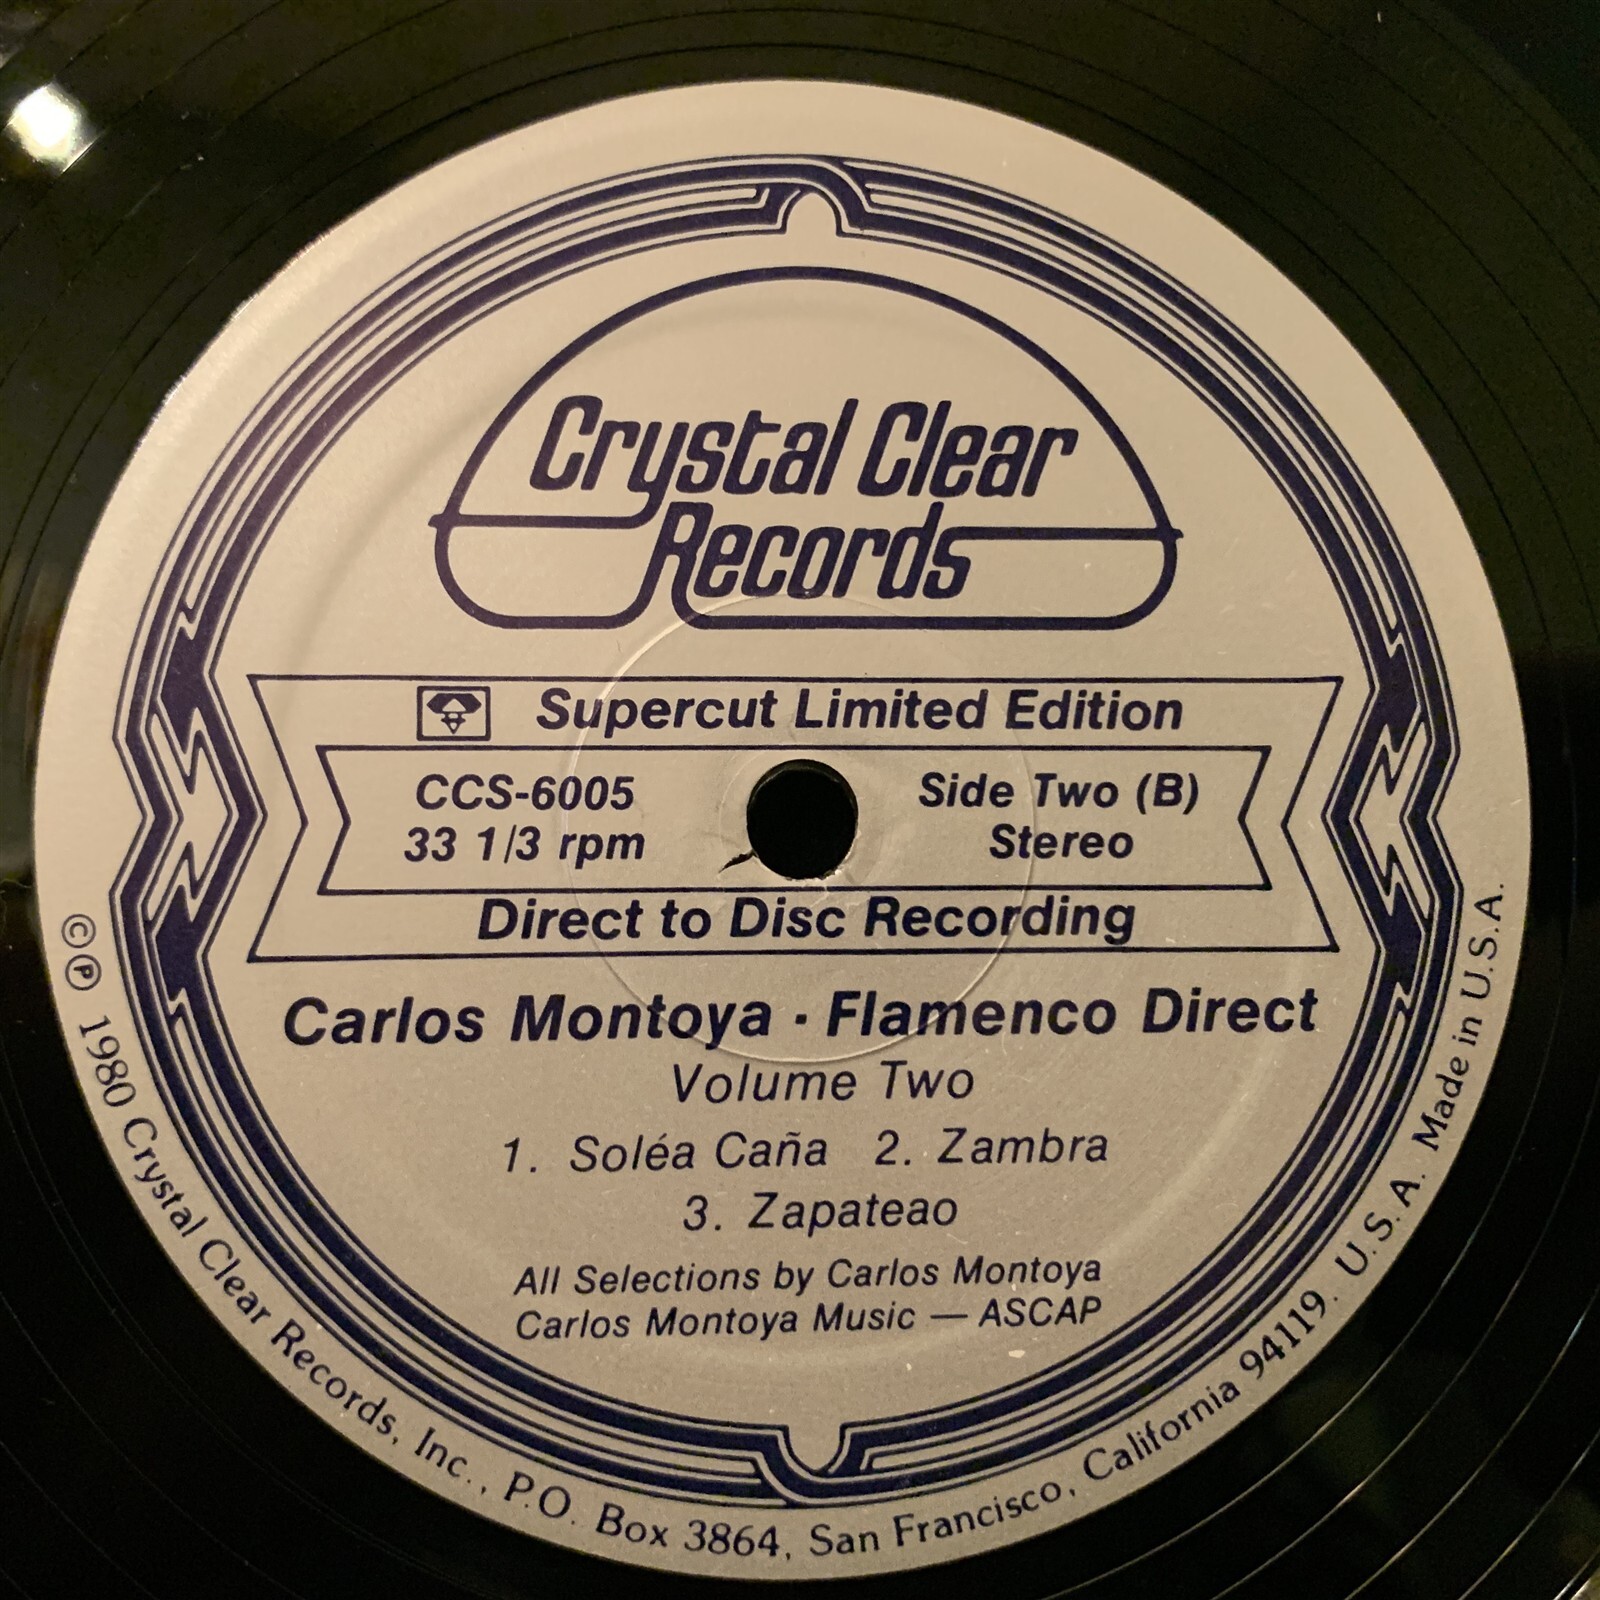 Crystal Clear
Records
Supercut Limited Edition
CCS-6005
33 1/3 rpm
Side Two (B)
Stereo
Direct to Disc Recording
Carlos Montoya · Flamenco Direct
Volume Two
1. Soléa Caña 2. Zambra
3. Zapateao
All Selections by Carlos Montoya
Carlos Montoya Music — ASCAP
©℗ 1980 Crystal Clear Records, Inc., P.O. Box 3864, San Francisco, California 94119. U.S.A. Made in U.S.A.